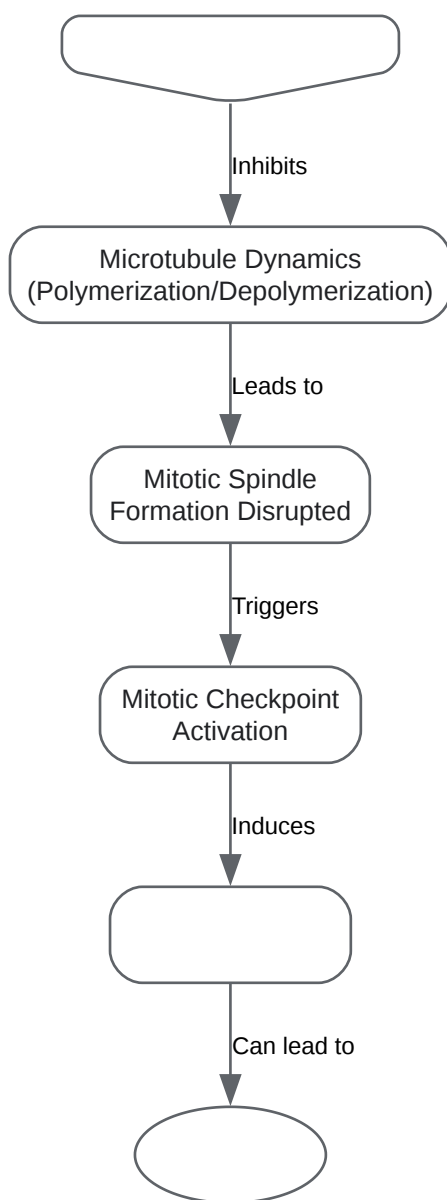 Inhibits
Microtubule Dynamics
(Polymerization/Depolymerization)
Leads to
Mitotic Spindle
Formation Disrupted
Triggers
Mitotic Checkpoint
Activation
Induces
Can lead to